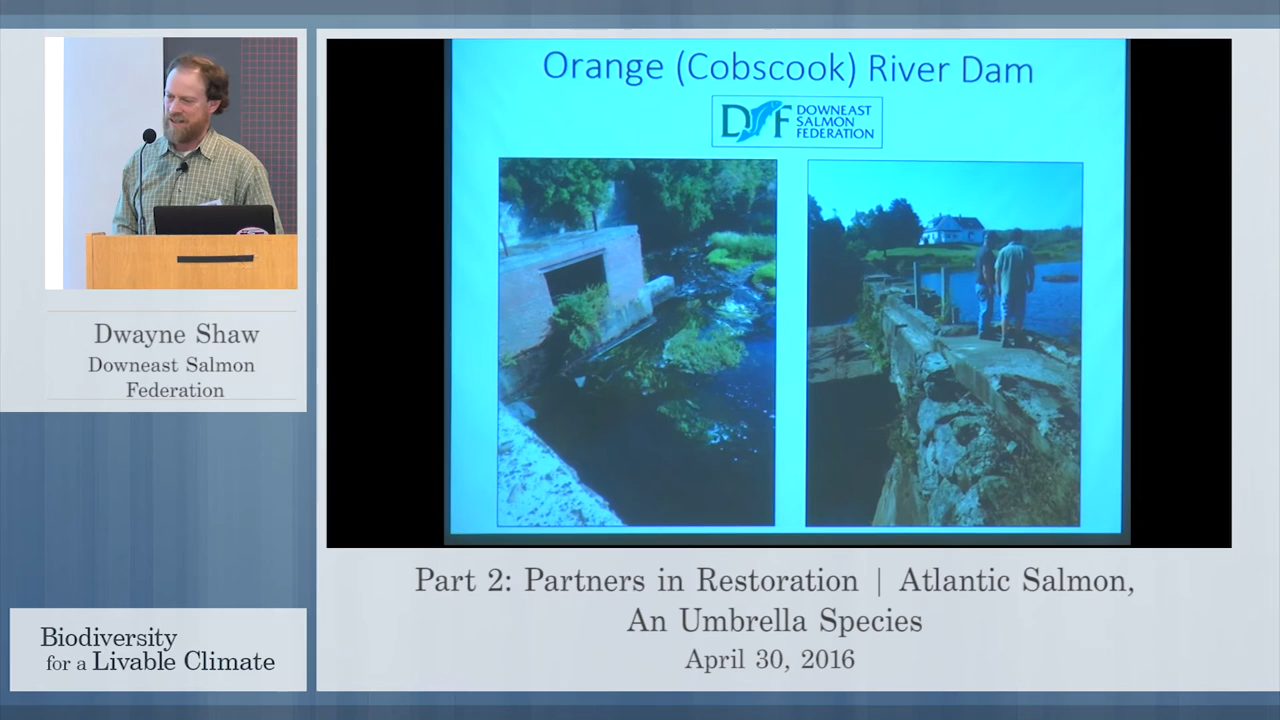 Orange (Cobscook) River Dam
DSF
DOWNEAST
SALMON
FEDERATION
Dwayne Shaw
Downeast Salmon
Federation
Part 2: Partners in Restoration | Atlantic Salmon,
An Umbrella Species
April 30, 2016
Biodiversity
for a Livable Climate